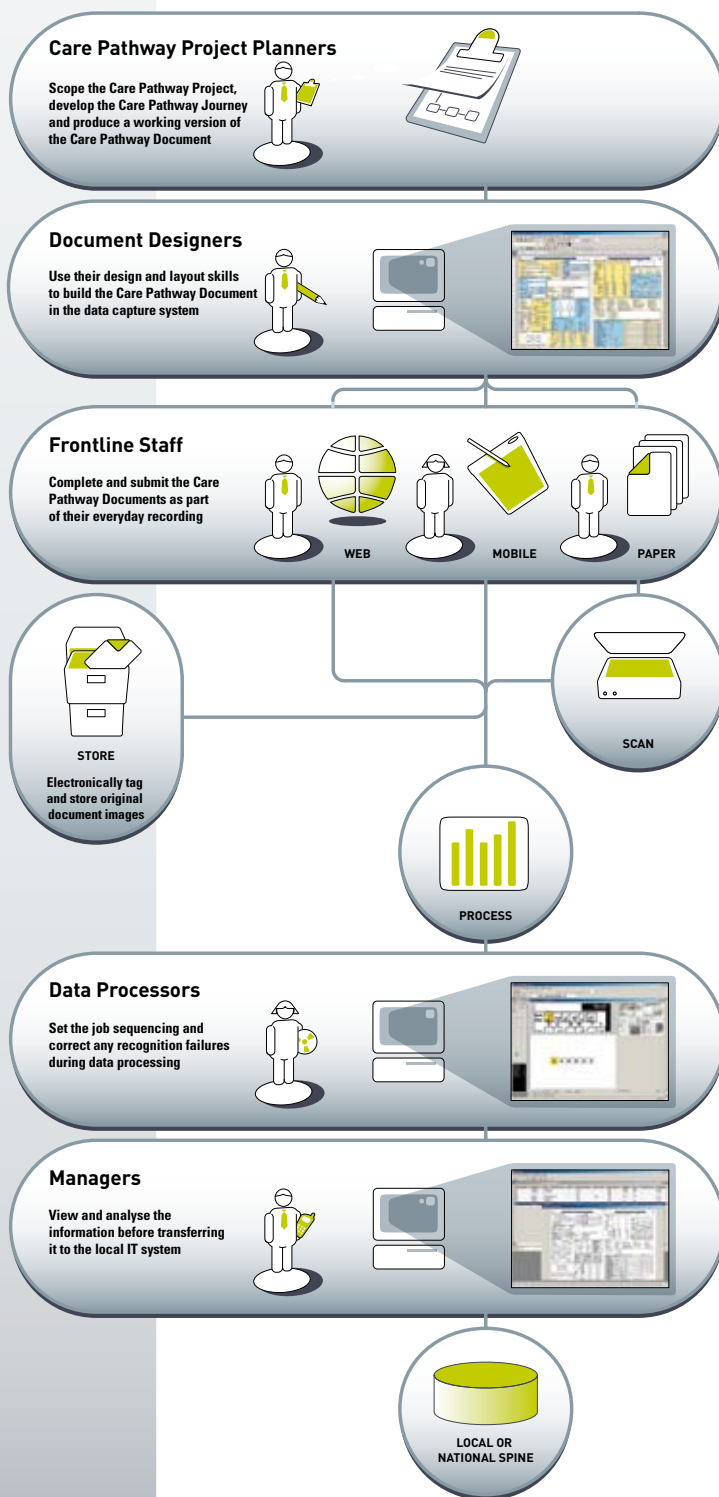 Care Pathway Project Planners
Scope the Care Pathway Project,
develop the Care Pathway Journey
and produce a working version of
the Care Pathway Document
Document Designers
Use their design and layout skills
to build the Care Pathway Document
in the data capture system
Frontline Staff
Complete and submit the Care
Pathway Documents as part
of their everyday recording
WEB
MOBILE
PAPER
STORE
Electronically tag
and store original
document images
SCAN
PROCESS
Data Processors
Set the job sequencing and
correct any recognition failures
during data processing
Managers
View and analyse the
information before transferring
it to the local IT system
LOCAL OR
NATIONAL SPINE